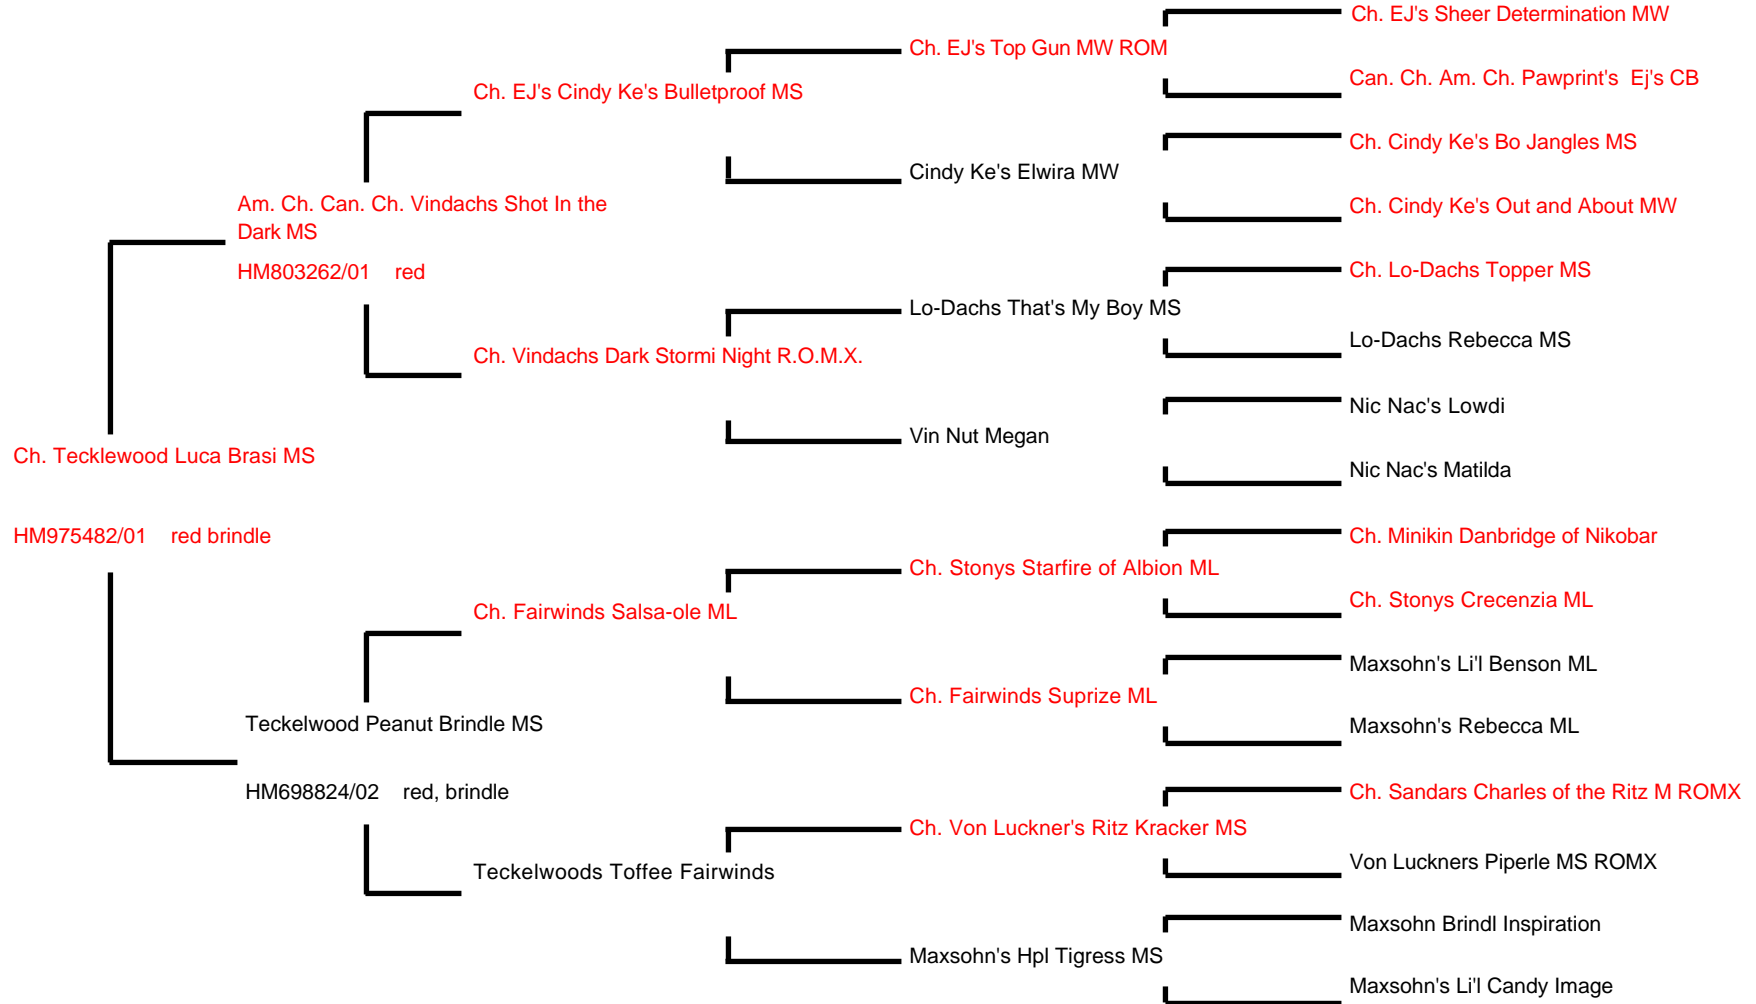 Ch. EJ's Sheer Determination MW
Ch. EJ's Top Gun MW ROM
Can. Ch. Am. Ch. Pawprint's  Ej's CB
Ch. EJ's Cindy Ke's Bulletproof MS
Ch. Cindy Ke's Bo Jangles MS
Cindy Ke's Elwira MW
Ch. Cindy Ke's Out and About MW
Am. Ch. Can. Ch. Vindachs Shot In the
Dark MS
HM803262/01 red
Ch. Lo-Dachs Topper MS
Lo-Dachs That's My Boy MS
Lo-Dachs Rebecca MS
Ch. Vindachs Dark Stormi Night R.O.M.X.
Nic Nac's Lowdi
Vin Nut Megan
Nic Nac's Matilda
Ch. Tecklewood Luca Brasi MS
HM975482/01 red brindle
Ch. Minikin Danbridge of Nikobar
Ch. Stonys Starfire of Albion ML
Ch. Stonys Crecenzia ML
Ch. Fairwinds Salsa-ole ML
Maxsohn's Li'l Benson ML
Ch. Fairwinds Suprize ML
Maxsohn's Rebecca ML
Teckelwood Peanut Brindle MS
HM698824/02 red, brindle
Ch. Sandars Charles of the Ritz M ROMX
Ch. Von Luckner's Ritz Kracker MS
Von Luckners Piperle MS ROMX
Teckelwoods Toffee Fairwinds
Maxsohn Brindl Inspiration
Maxsohn's Hpl Tigress MS
Maxsohn's Li'l Candy Image